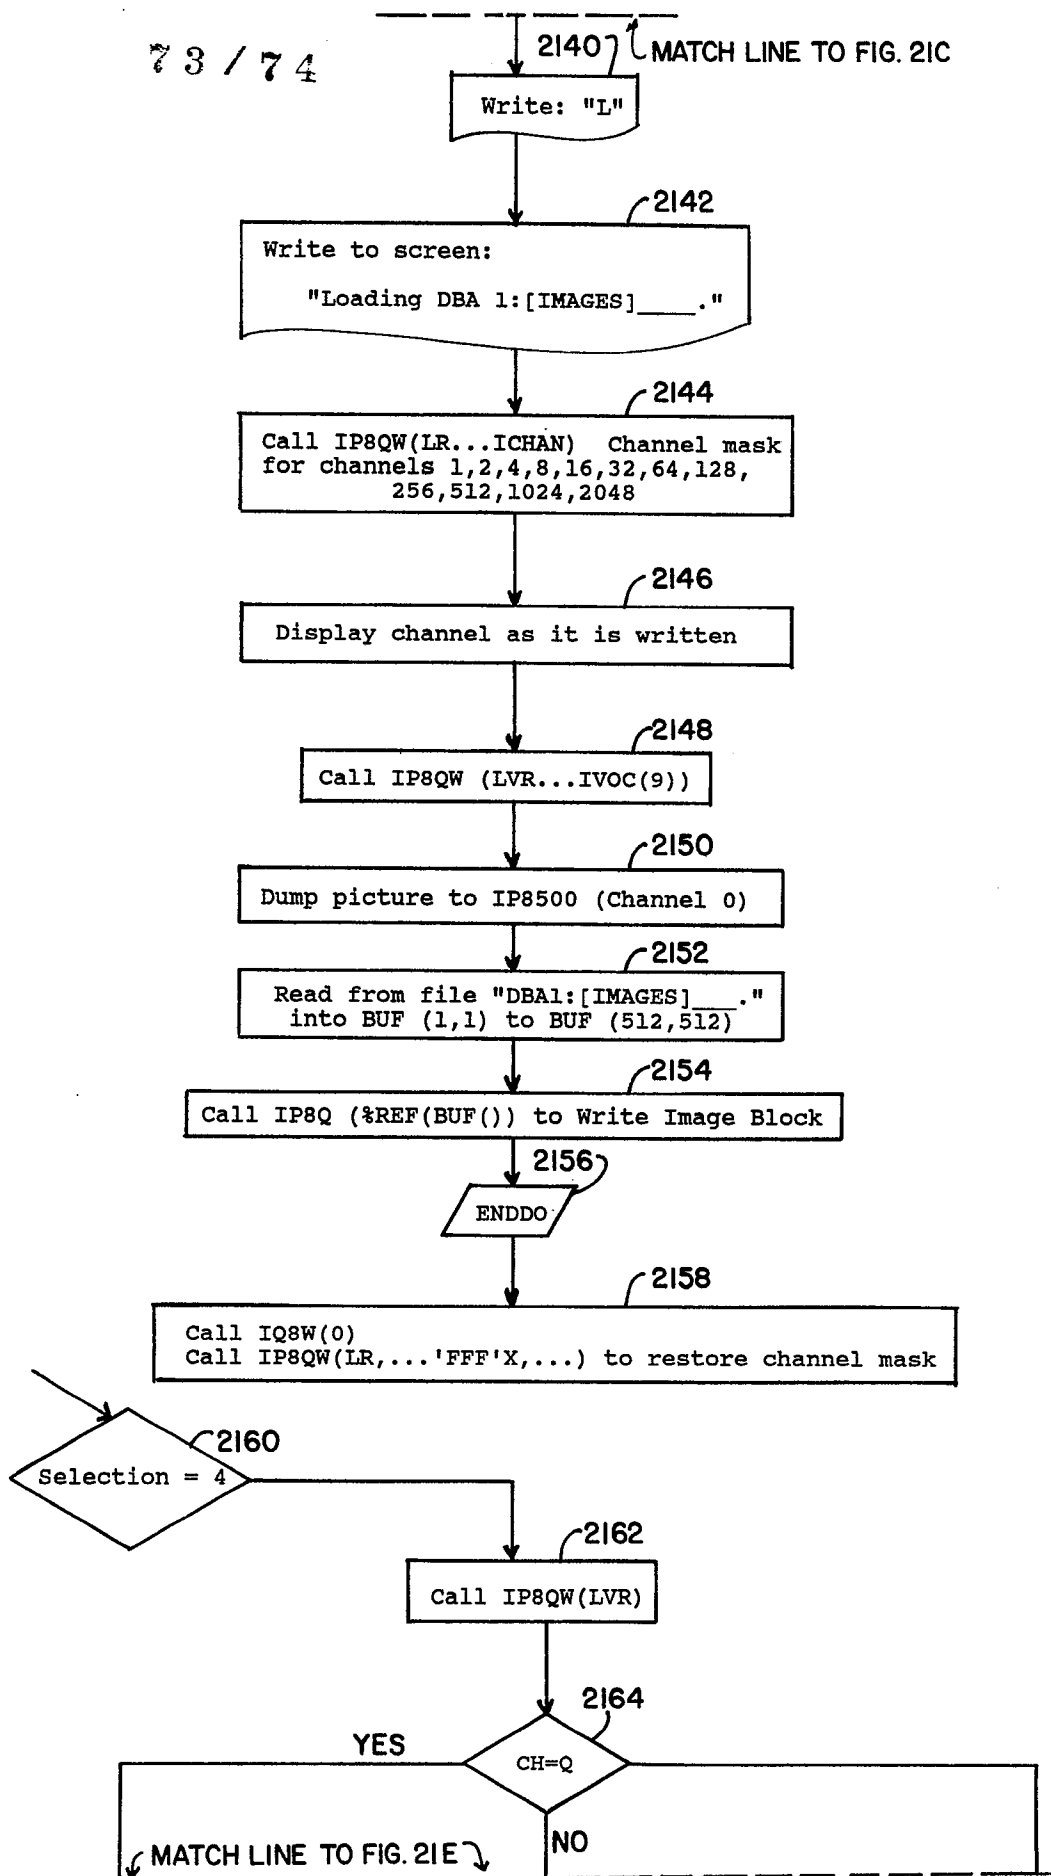 73/74
2140
MATCH LINE TO FIG. 21C
Write: "L"
2142
Write to screen:
"Loading DBA 1:[IMAGES]____."
2144
Call IP8QW(LR...ICHAN) Channel mask
for channels 1,2,4,8,16,32,64,128,
256,512,1024,2048
2146
Display channel as it is written
2148
Call IP8QW (LVR...IVOC(9))
2150
Dump picture to IP8500 (Channel 0)
2152
Read from file "DBA1:[IMAGES]___."
into BUF (1,1) to BUF (512,512)
2154
Call IP8Q (%REF(BUF()) to Write Image Block
2156
ENDDO
2158
Call IQ8W(0)
Call IP8QW(LR,...'FFF'X,...) to restore channel mask
2160
Selection = 4
2162
Call IP8QW(LVR)
2164
YES
CH=Q
NO
MATCH LINE TO FIG. 21E